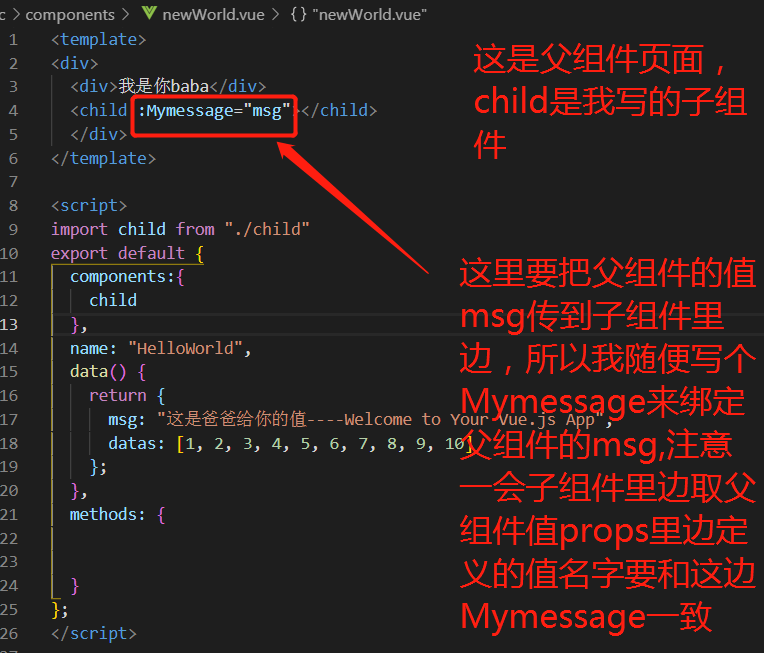 c > components > newWorld.vue > {} "newWorld.vue"
1 <template>
2 <div>
3 <div>我是你baba</div>
4 <child :Mymessage="msg"></child>
5 </div>
6 </template>
7
8 <script>
9 import child from "./child"
10 export default {
11 components:{
12 child
13 },
14 name: "HelloWorld",
15 data() {
16 return {
17 msg: "这是爸爸给你的值----Welcome to Your Vue.js App",
18 datas: [1, 2, 3, 4, 5, 6, 7, 8, 9, 10]
19 };
20 },
21 methods: {
22
23
24 }
25 };
26 </script>
这是父组件页面，
child是我写的子组
件
这里要把父组件的值
msg传到子组件里
边，所以我随便写个
Mymessage来绑定
父组件的msg,注意
一会子组件里边取父
组件值props里边定
义的值名字要和这边
Mymessage一致